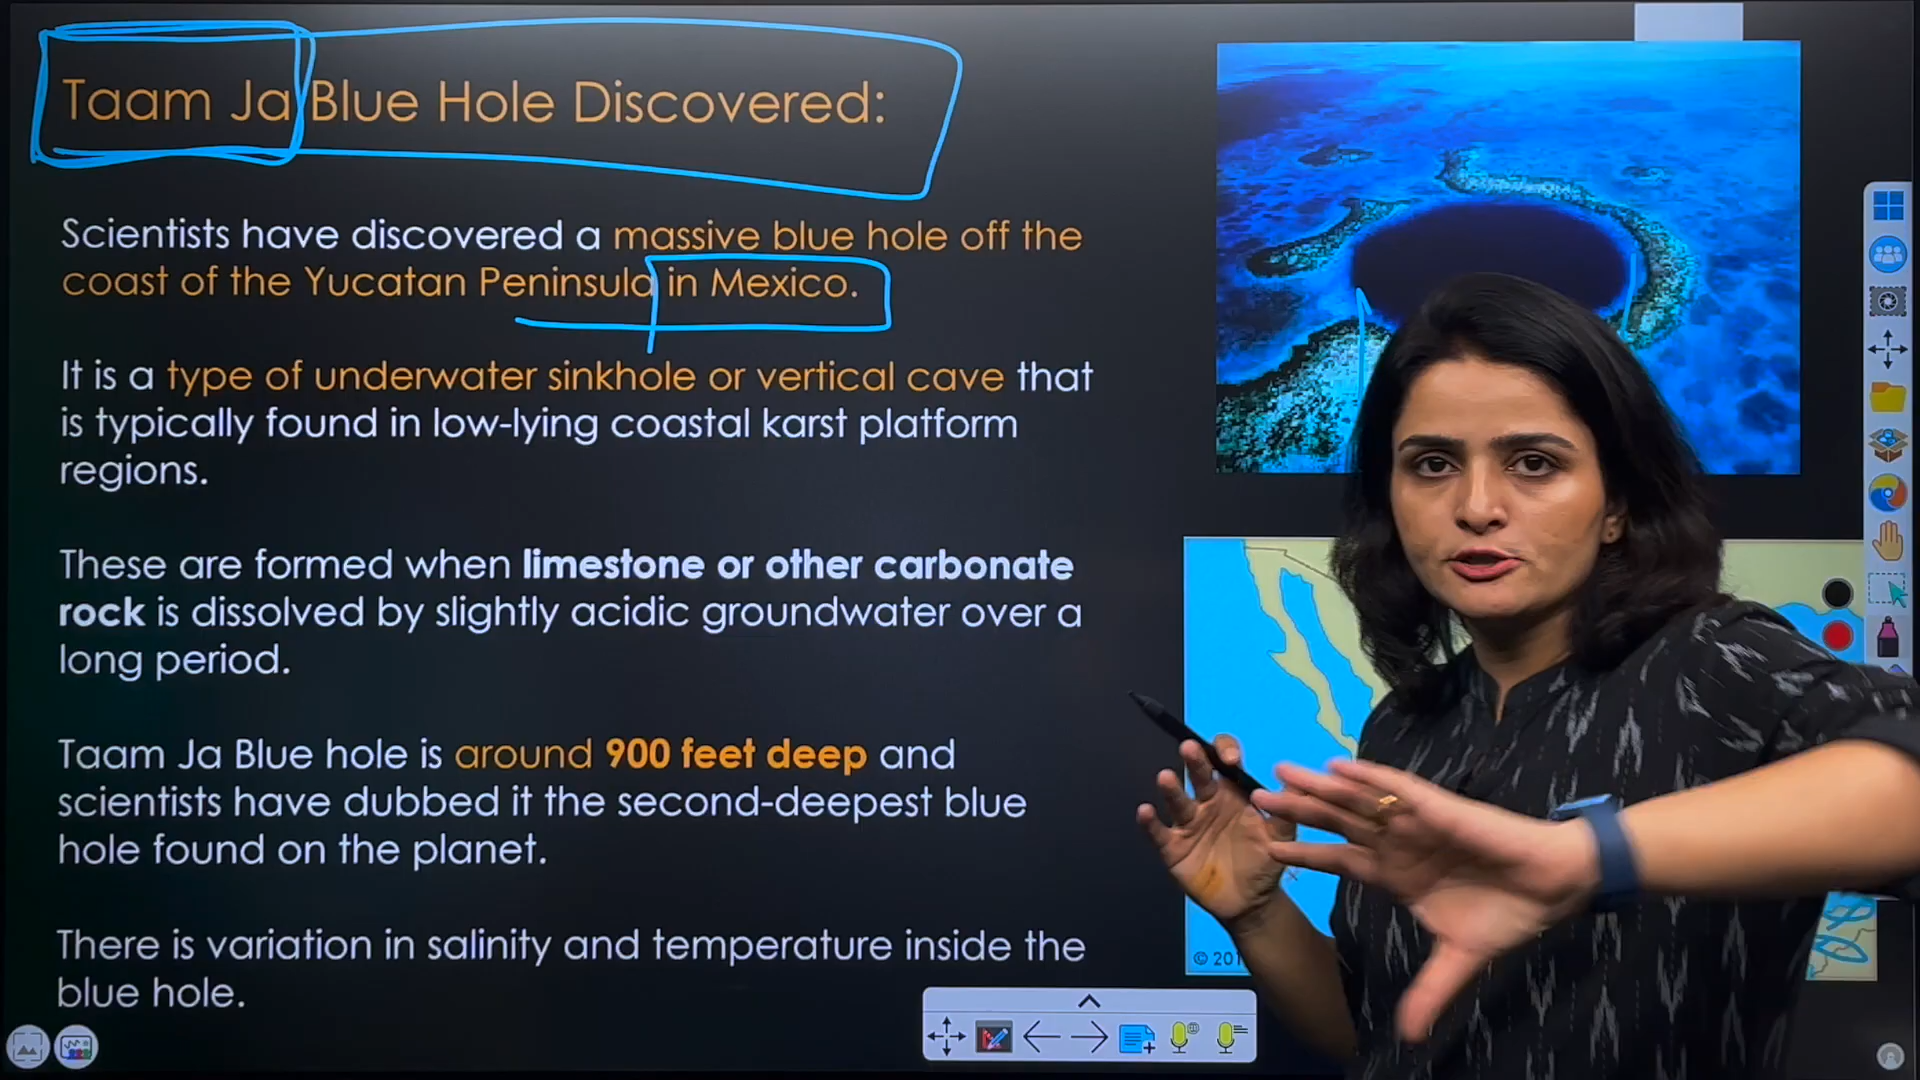 Taam Ja Blue Hole Discovered:
Scientists have discovered a massive blue hole off the
coast of the Yucatan Peninsula in Mexico.
It is a type of underwater sinkhole or vertical cave that
is typically found in low-lying coastal karst platform
regions.
These are formed when limestone or other carbonate
rock is dissolved by slightly acidic groundwater over a
long period.
Taam Ja Blue hole is around 900 feet deep and
scientists have dubbed it the second-deepest blue
hole found on the planet.
There is variation in salinity and temperature inside the
blue hole.